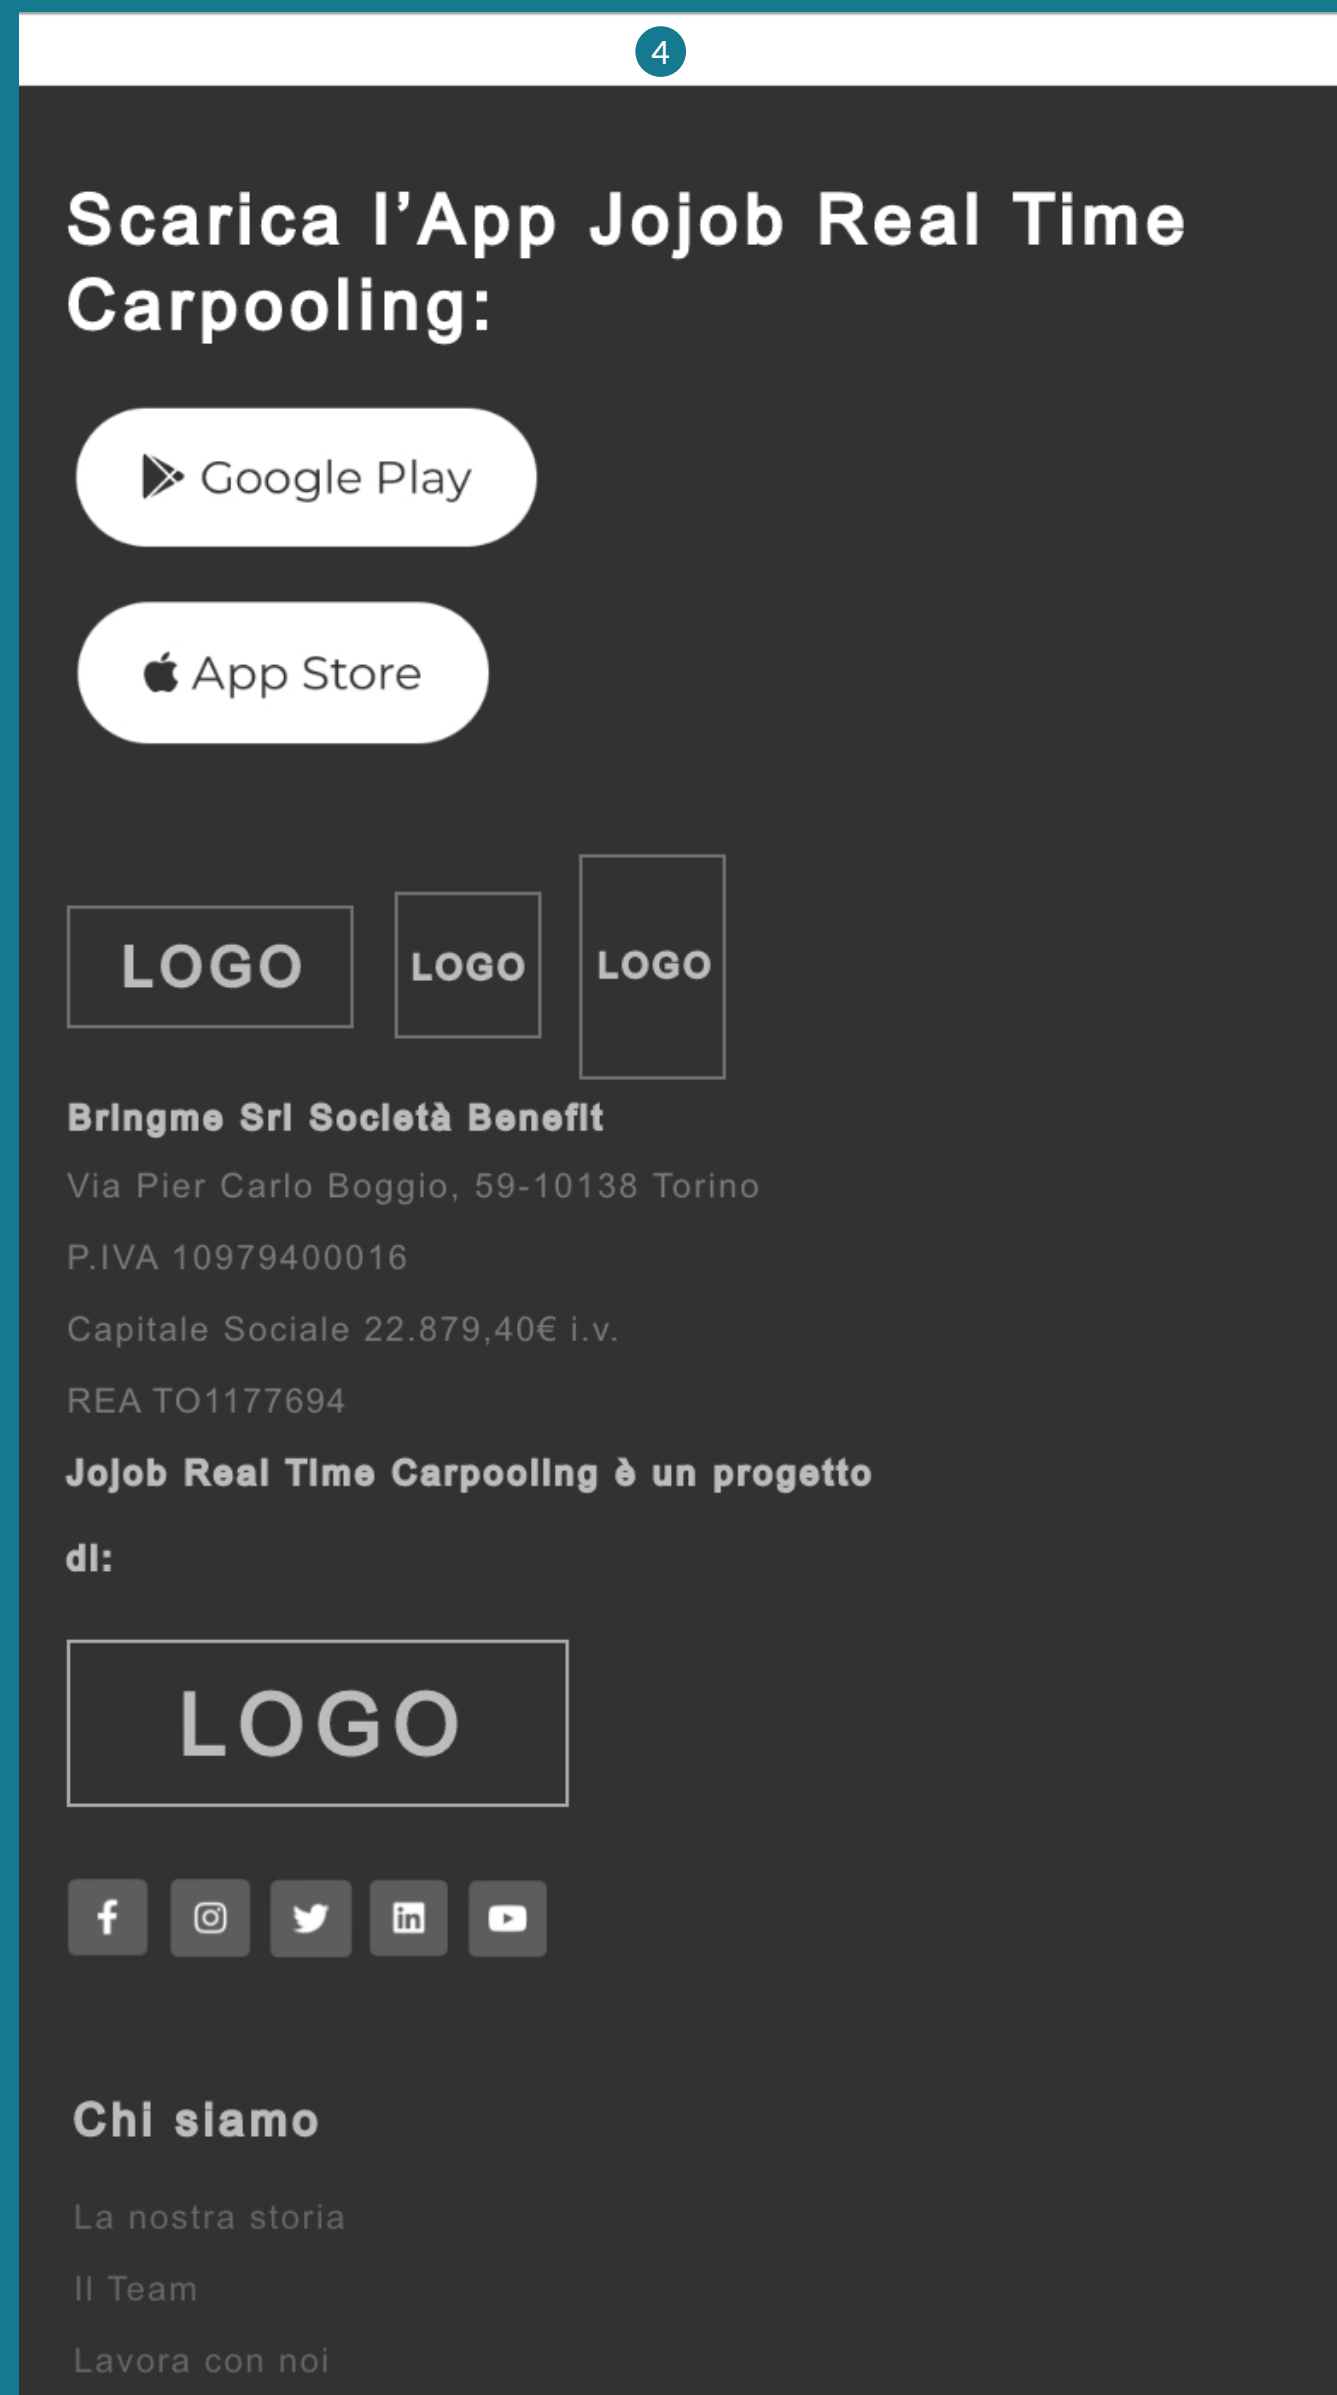 4
Scarica l’App Jojob Real Time
Carpooling:
Google Play
App Store
LOGO LOGO LOGO
Bringme Srl Società Benefit
Via Pier Carlo Boggio, 59-10138 Torino
P.IVA 10979400016
Capitale Sociale 22.879,40€ i.v.
REA TO1177694
Jojob Real Time Carpooling è un progetto
di:
LOGO
Chi siamo
La nostra storia
Il Team
Lavora con noi